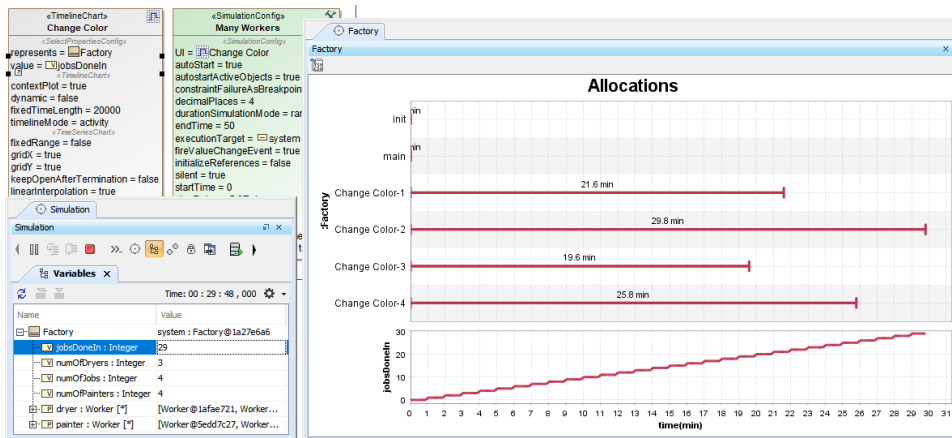 «TimelineChart»
Change Color
«SelectPropertiesConfig»
represents = Factory
value = V jobsDoneIn
«TimelineChart»
contextPlot = true
dynamic = false
fixedTimeLength = 20000
timelineMode = activity
«TimeSeriesChart»
fixedRange = false
gridX = true
gridY = true
keepOpenAfterTermination = false
linearInterpolation = true
«SimulationConfig»
Many Workers
«SimulationConfig»
UI = Change Color
autoStart = true
autostartActiveObjects = true
constraintFailureAsBreakpoin
decimalPlaces = 4
durationSimulationMode = ran
endTime = 50
executionTarget = system
fireValueChangeEvent = true
initializeReferences = false
silent = true
startTime = 0
Simulation
Simulation
Variables
Time: 00 : 29 : 48 , 000
Name Value
Factory system : Factory@1a27e6a6
V jobsDoneIn : Integer 29
V numOfDryers : Integer 3
V numOfJobs : Integer 4
V numOfPainters : Integer 4
P dryer : Worker [*] [Worker@1afae721, Worker...
P painter : Worker [*] [Worker@5edd7c27, Worker...
Factory
Factory
Allocations
:Factory
init
main
Change Color-1 21.6 min
Change Color-2 29.8 min
Change Color-3 19.6 min
Change Color-4 25.8 min
jobsDoneIn
30
20
10
0
0 1 2 3 4 5 6 7 8 9 10 11 12 13 14 15 16 17 18 19 20 21 22 23 24 25 26 27 28 29 30 31
time(min)